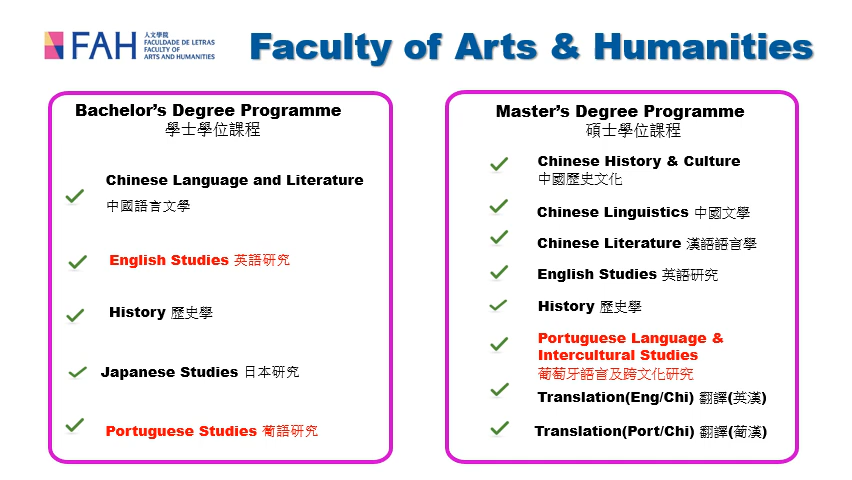 FAH
人文學院
FACULDADE DE LETRAS
FACULTY OF
ARTS AND HUMANITIES
Faculty of Arts & Humanities
Bachelor’s Degree Programme
學士學位課程
Chinese Language and Literature
中國語言文學
English Studies 英語研究
History 歷史學
Japanese Studies 日本研究
Portuguese Studies 葡語研究
Master’s Degree Programme
碩士學位課程
Chinese History & Culture
中國歷史文化
Chinese Linguistics 中國文學
Chinese Literature 漢語語言學
English Studies 英語研究
History 歷史學
Portuguese Language &
Intercultural Studies
葡萄牙語言及跨文化研究
Translation(Eng/Chi) 翻譯(英漢)
Translation(Port/Chi) 翻譯(葡漢)